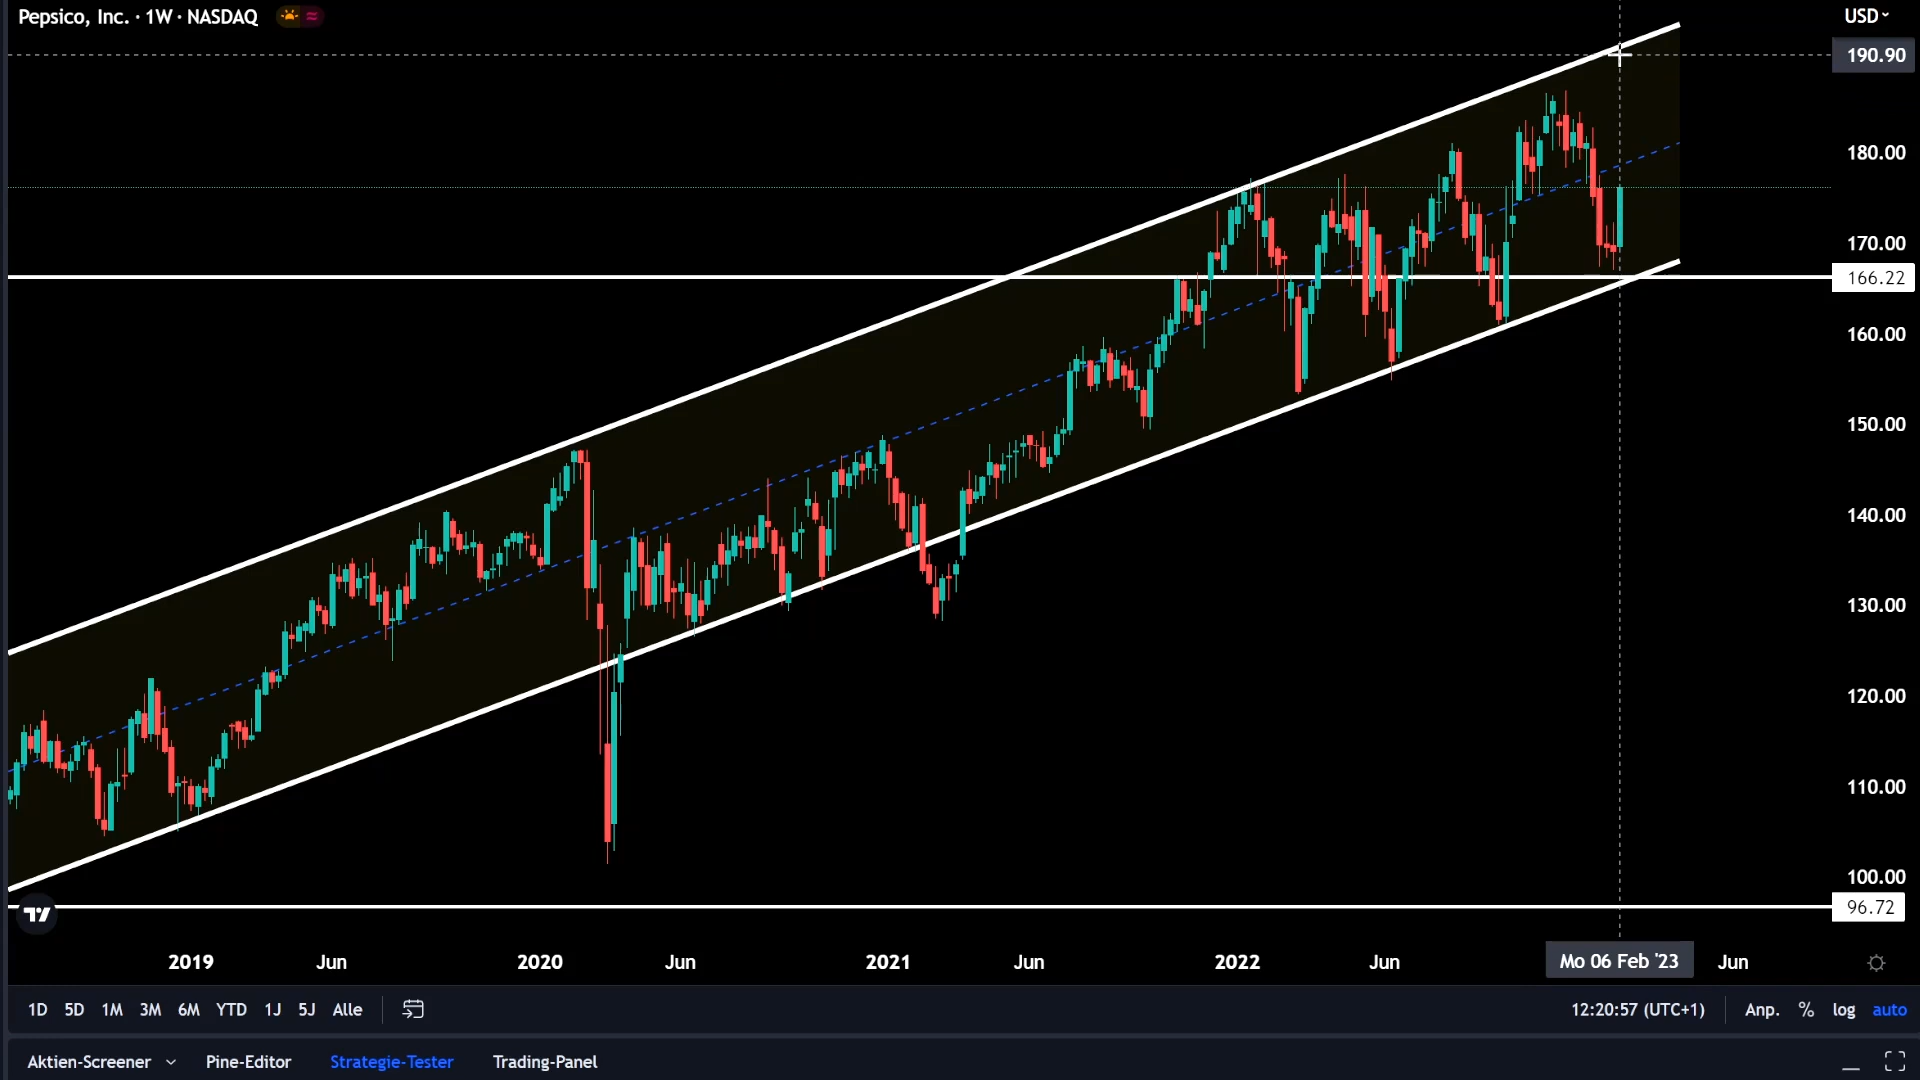 Pepsico, Inc. · 1W · NASDAQ
USD
190.90
180.00
170.00
166.22
160.00
150.00
140.00
130.00
120.00
110.00
100.00
96.72
2019 Jun 2020 Jun 2021 Jun 2022 Jun Mo 06 Feb '23 Jun
1D 5D 1M 3M 6M YTD 1J 5J Alle 12:20:57 (UTC+1) Anp. % log auto
Aktien-Screener Pine-Editor Strategie-Tester Trading-Panel